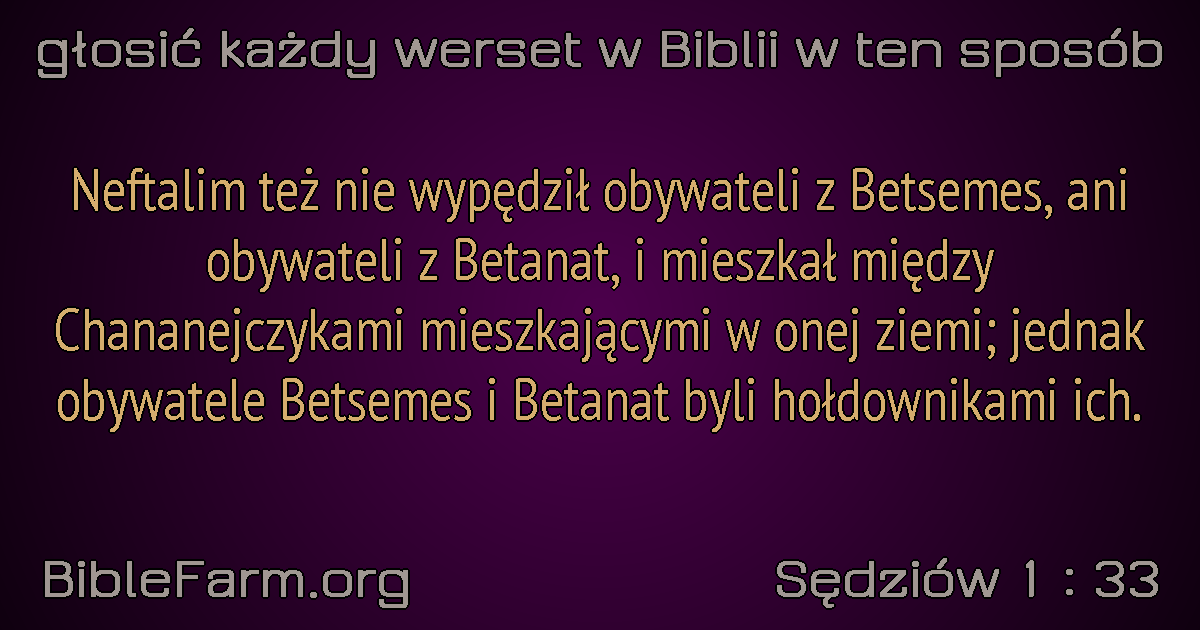 głosić każdy werset w Biblii w ten sposób
Neftalim też nie wypędził obywateli z Betsemes, ani
obywateli z Betanat, i mieszkał między
Chananejczykami mieszkającymi w onej ziemi; jednak
obywatele Betsemes i Betanat byli hołdownikami ich.
BibleFarm.org
Sędziów 1 : 33